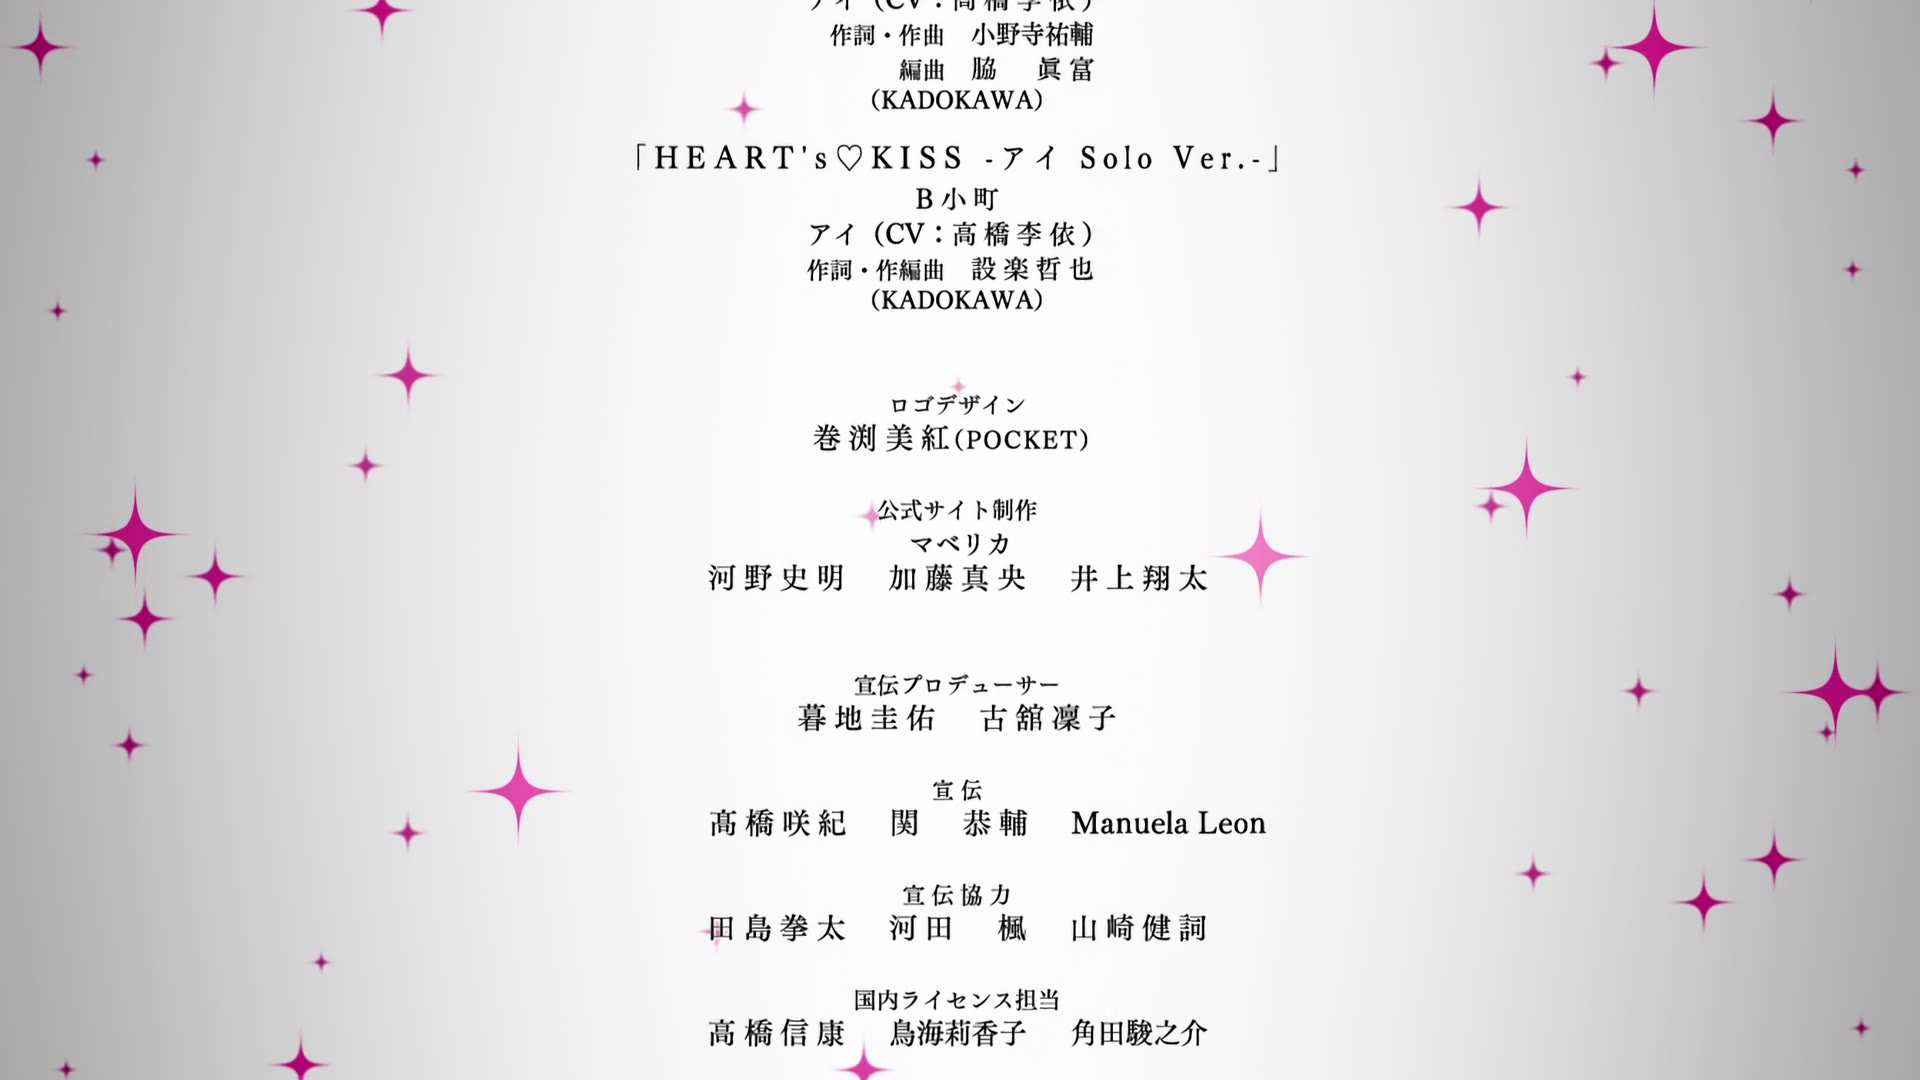 アイ（CV：高橋李依）
作詞・作曲　小野寺祐輔
編曲　脇　眞富
（KADOKAWA）
「HEART's♡KISS -アイ Solo Ver.-」
B小町
アイ（CV：高橋李依）
作詞・作編曲　設楽哲也
（KADOKAWA）
ロゴデザイン
巻渕美紅(POCKET)
公式サイト制作
マベリカ
河野史明　加藤真央　井上翔太
宣伝プロデューサー
暮地圭佑　古舘凜子
宣伝
髙橋咲紀　関　恭輔　Manuela Leon
宣伝協力
田島拳太　河田　楓　山崎健詞
国内ライセンス担当
高橋信康　鳥海莉香子　角田駿之介